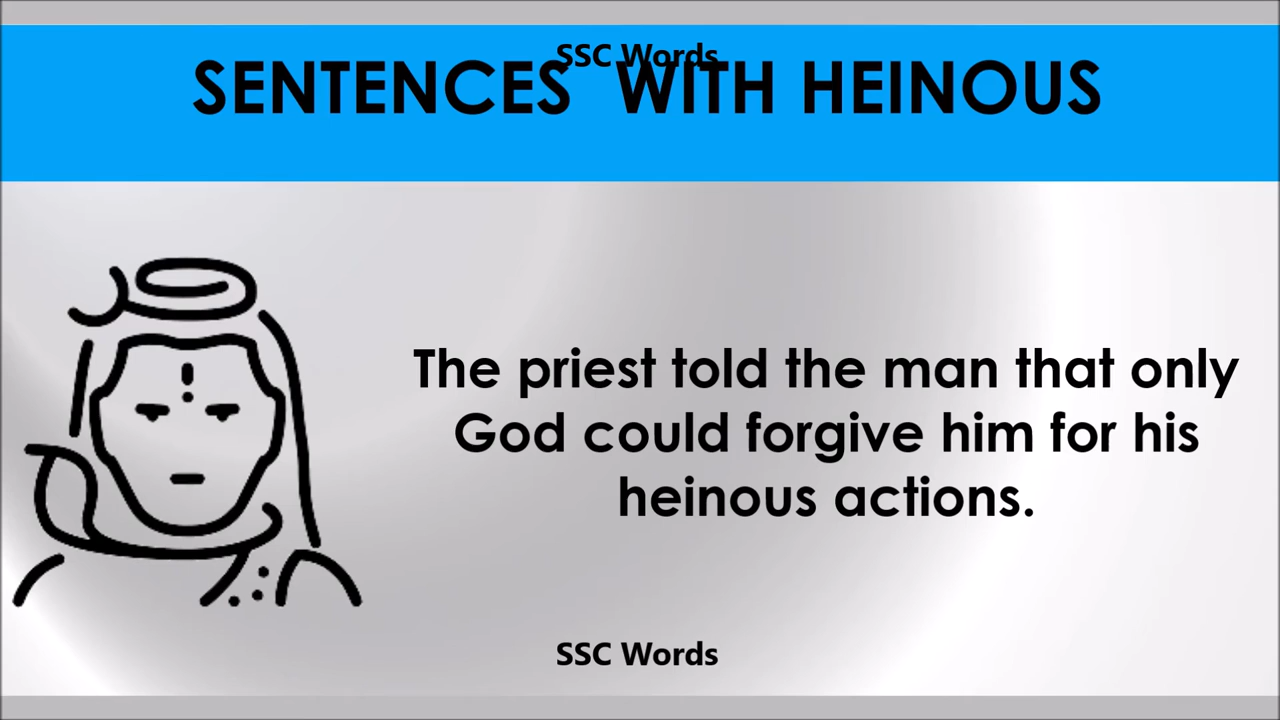 SSC Words
SENTENCES WITH HEINOUS
The priest told the man that only
God could forgive him for his
heinous actions.
SSC Words